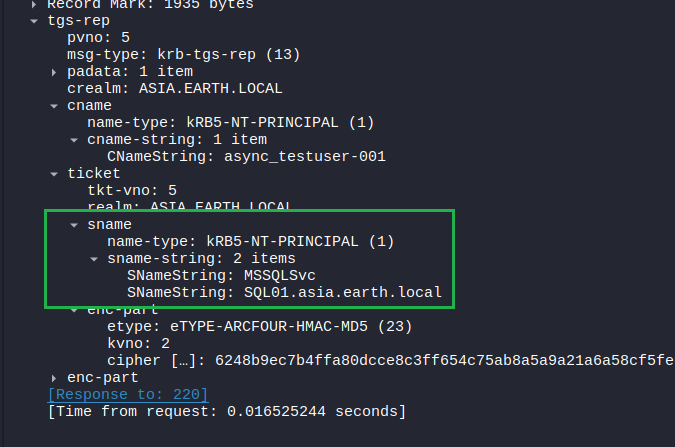 Record Mark: 1935 bytes
tgs-rep
pvno: 5
msg-type: krb-tgs-rep (13)
padata: 1 item
crealm: ASIA.EARTH.LOCAL
cname
name-type: kRB5-NT-PRINCIPAL (1)
cname-string: 1 item
CNameString: async_testuser-001
ticket
tkt-vno: 5
realm: ASIA.EARTH.LOCAL
sname
name-type: kRB5-NT-PRINCIPAL (1)
sname-string: 2 items
SNameString: MSSQLSvc
SNameString: SQL01.asia.earth.local
enc-part
etype: eTYPE-ARCFOUR-HMAC-MD5 (23)
kvno: 2
cipher […]: 6248b9ec7b4ffa80dcce8c3ff654c75ab8a5a9a21a6a58cf5fe
enc-part
[Response to: 220]
[Time from request: 0.016525244 seconds]